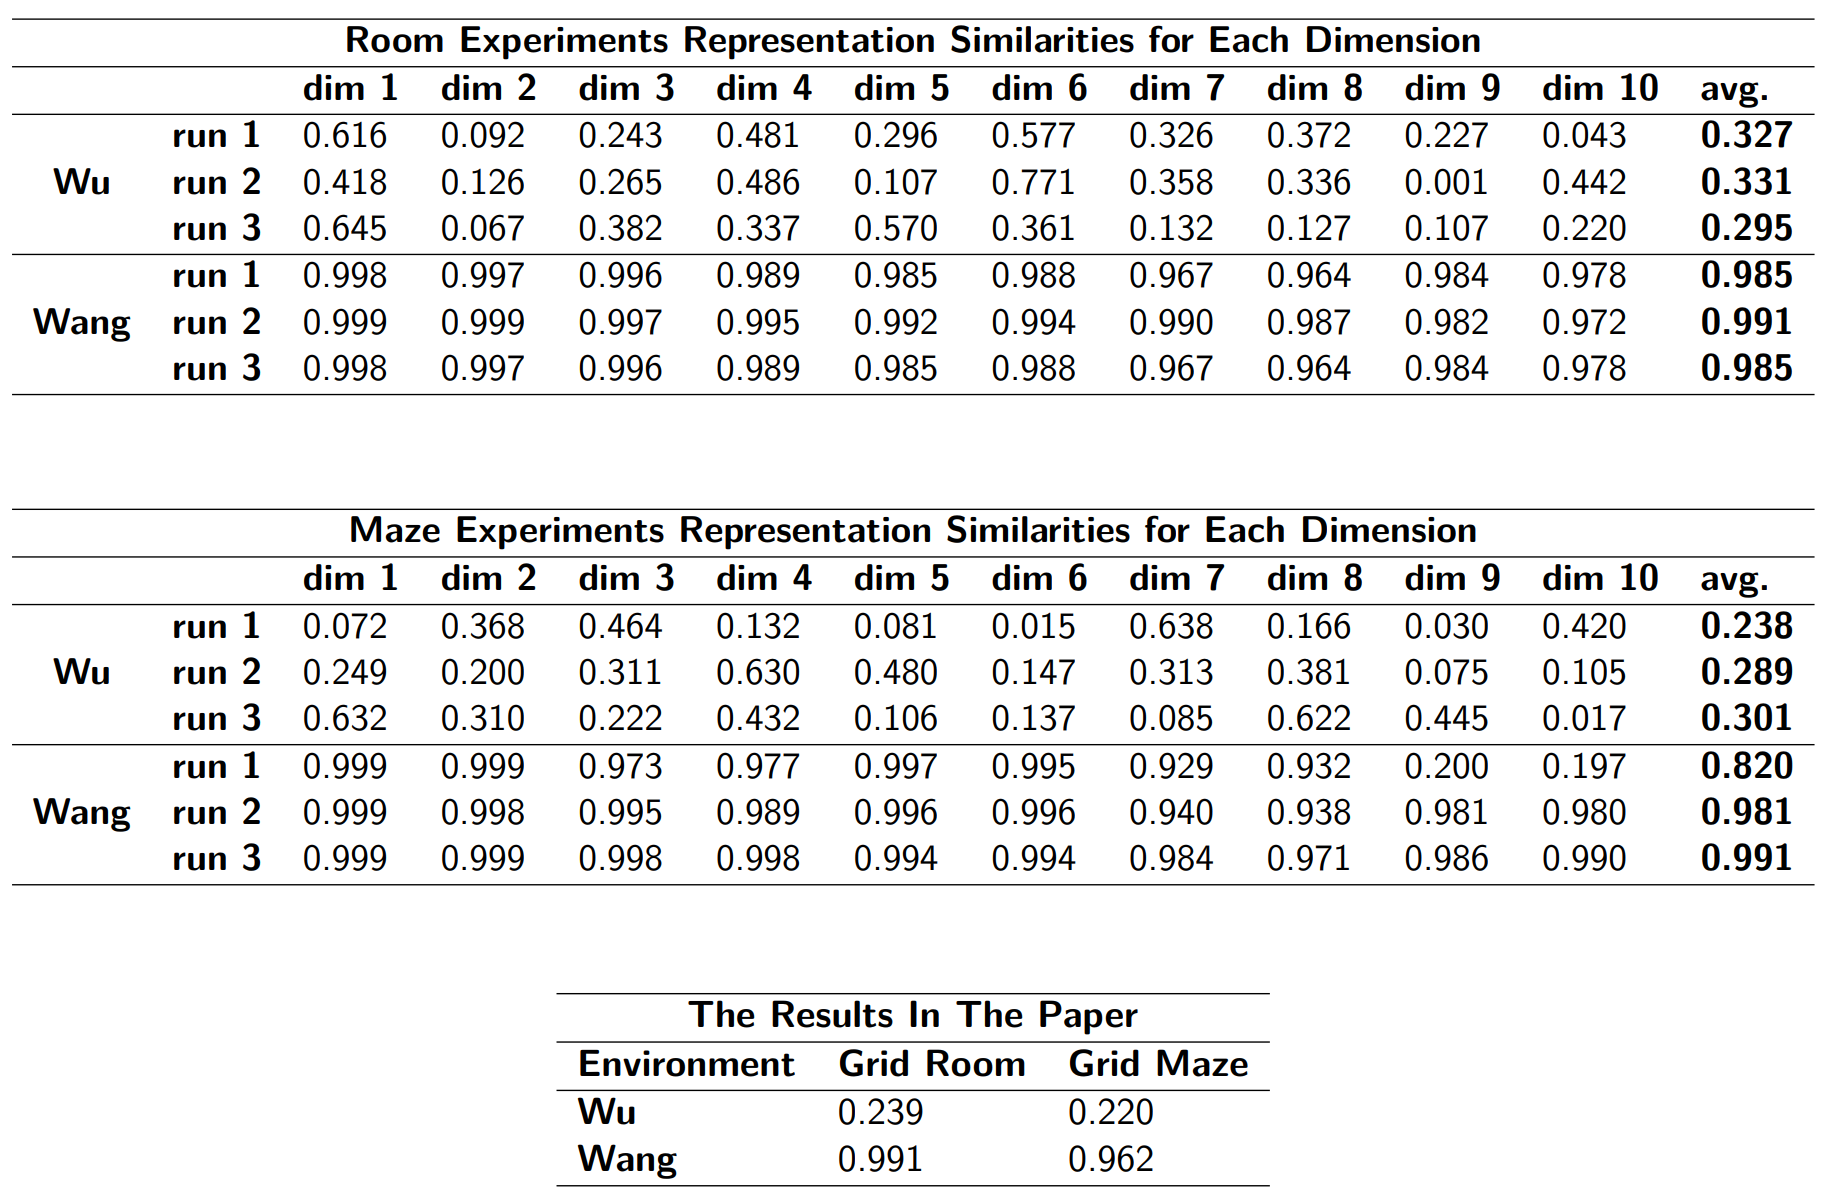 Room Experiments Representation Similarities for Each Dimension
dim 1 dim 2 dim 3 dim 4 dim 5 dim 6 dim 7 dim 8 dim 9 dim 10 avg.
run 1 0.616 0.092 0.243 0.481 0.296 0.577 0.326 0.372 0.227 0.043 0.327
Wu run 2 0.418 0.126 0.265 0.486 0.107 0.771 0.358 0.336 0.001 0.442 0.331
run 3 0.645 0.067 0.382 0.337 0.570 0.361 0.132 0.127 0.107 0.220 0.295
run 1 0.998 0.997 0.996 0.989 0.985 0.988 0.967 0.964 0.984 0.978 0.985
Wang run 2 0.999 0.999 0.997 0.995 0.992 0.994 0.990 0.987 0.982 0.972 0.991
run 3 0.998 0.997 0.996 0.989 0.985 0.988 0.967 0.964 0.984 0.978 0.985
Maze Experiments Representation Similarities for Each Dimension
dim 1 dim 2 dim 3 dim 4 dim 5 dim 6 dim 7 dim 8 dim 9 dim 10 avg.
run 1 0.072 0.368 0.464 0.132 0.081 0.015 0.638 0.166 0.030 0.420 0.238
Wu run 2 0.249 0.200 0.311 0.630 0.480 0.147 0.313 0.381 0.075 0.105 0.289
run 3 0.632 0.310 0.222 0.432 0.106 0.137 0.085 0.622 0.445 0.017 0.301
run 1 0.999 0.999 0.973 0.977 0.997 0.995 0.929 0.932 0.200 0.197 0.820
Wang run 2 0.999 0.998 0.995 0.989 0.996 0.996 0.940 0.938 0.981 0.980 0.981
run 3 0.999 0.999 0.998 0.998 0.994 0.994 0.984 0.971 0.986 0.990 0.991
The Results In The Paper
Environment Grid Room Grid Maze
Wu 0.239 0.220
Wang 0.991 0.962